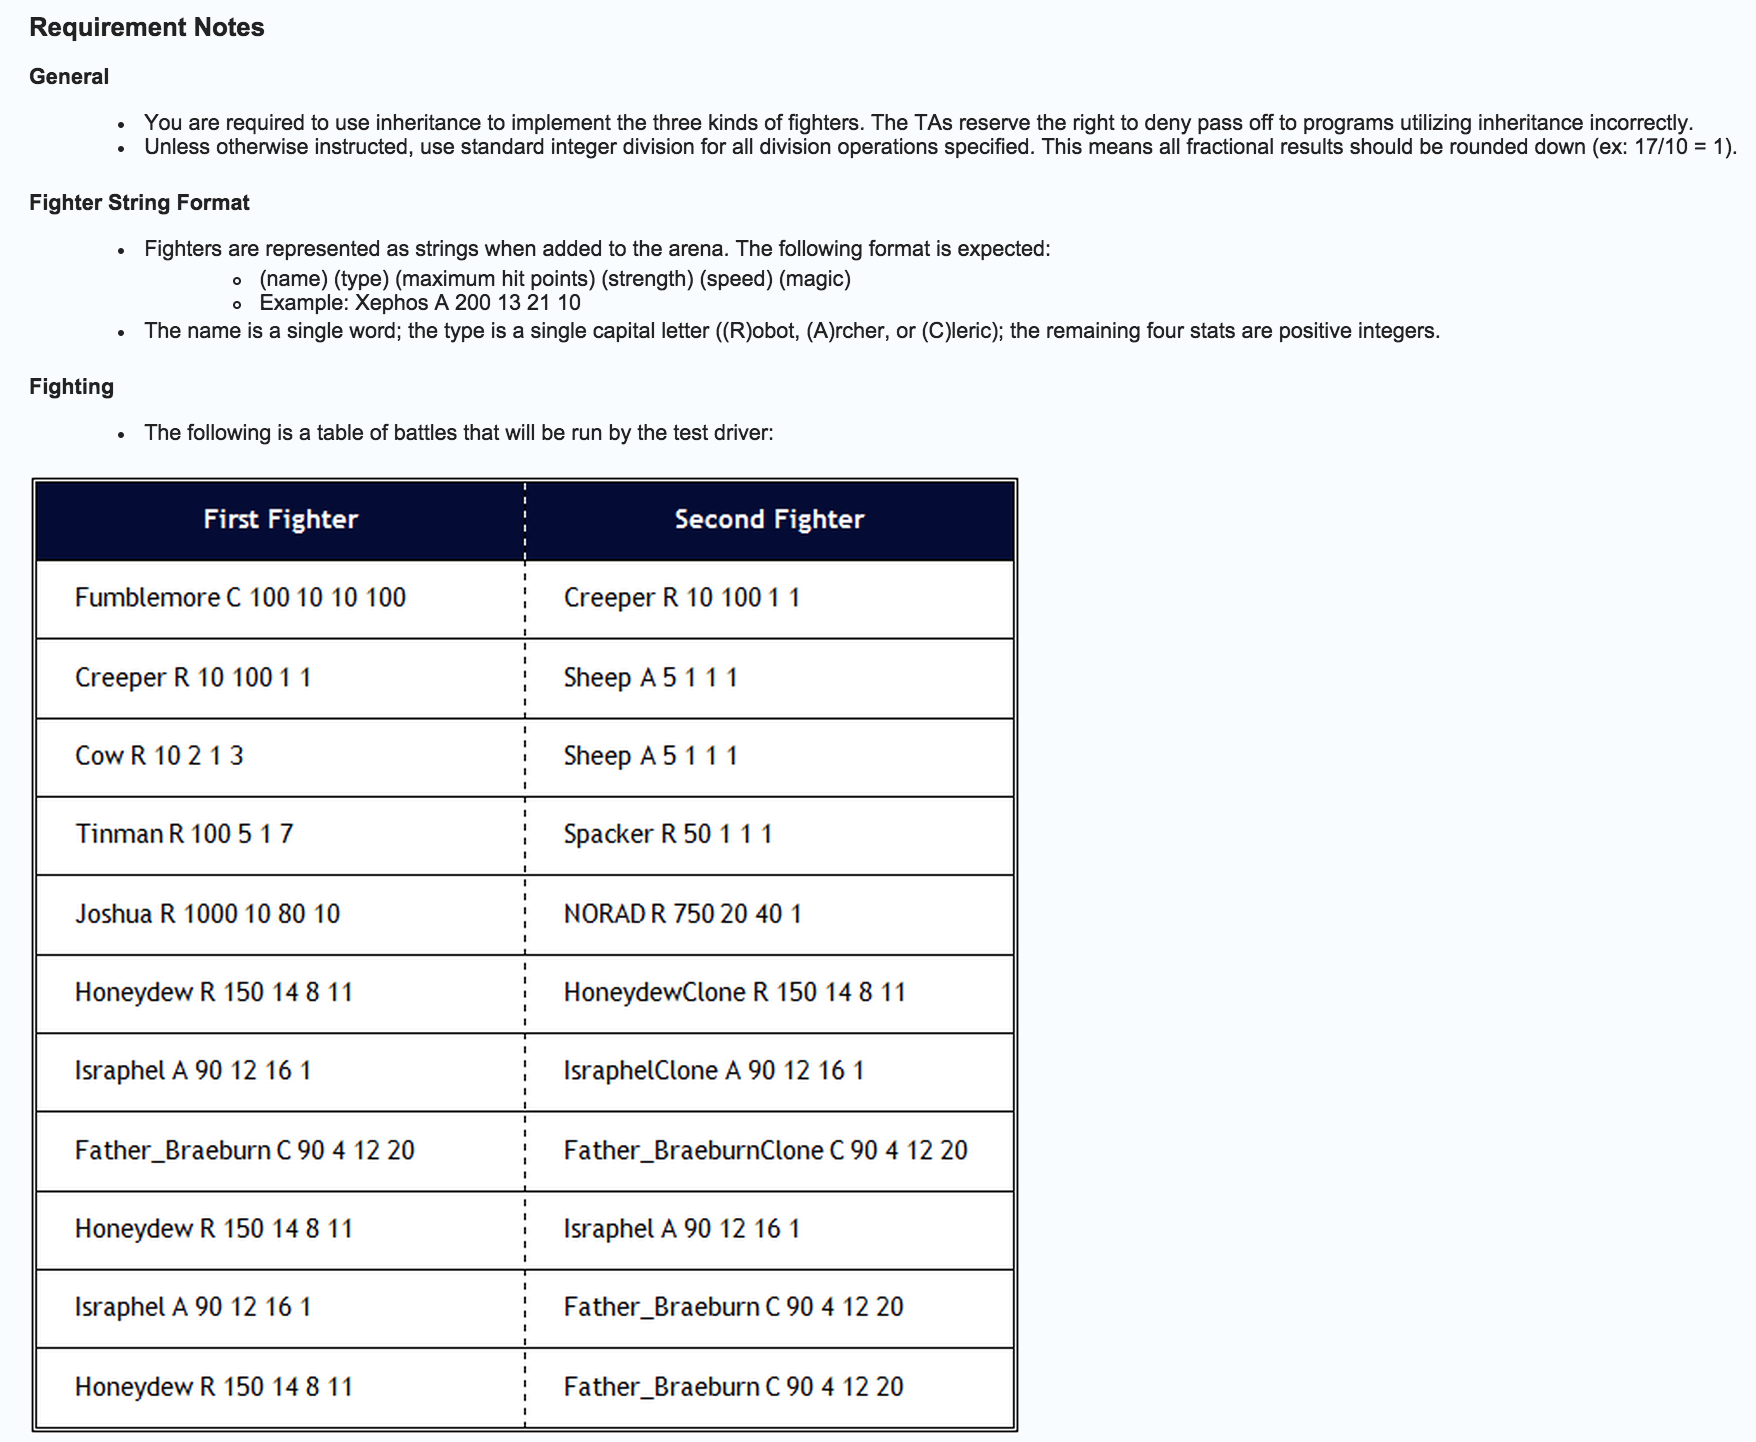 Requirement Notes
General
• You are required to use inheritance to implement the three kinds of fighters. The TAs reserve the right to deny pass off to programs utilizing inheritance incorrectly.
• Unless otherwise instructed, use standard integer division for all division operations specified. This means all fractional results should be rounded down (ex: 17/10 = 1).
Fighter String Format
• Fighters are represented as strings when added to the arena. The following format is expected:
o (name) (type) (maximum hit points) (strength) (speed) (magic)
o Example: Xephos A 200 13 21 10
• The name is a single word; the type is a single capital letter ((R)obot, (A)rcher, or (C)leric); the remaining four stats are positive integers.
Fighting
• The following is a table of battles that will be run by the test driver:
First Fighter Second Fighter
Fumblemore C 100 10 10 100 Creeper R 10 100 1 1
Creeper R 10 100 1 1 Sheep A 5 1 1 1
Cow R 10 2 1 3 Sheep A 5 1 1 1
Tinman R 100 5 1 7 Spacker R 50 1 1 1
Joshua R 1000 10 80 10 NORAD R 750 20 40 1
Honeydew R 150 14 8 11 HoneydewClone R 150 14 8 11
Israphel A 90 12 16 1 IsraphelClone A 90 12 16 1
Father_Braeburn C 90 4 12 20 Father_BraeburnClone C 90 4 12 20
Honeydew R 150 14 8 11 Israphel A 90 12 16 1
Israphel A 90 12 16 1 Father_Braeburn C 90 4 12 20
Honeydew R 150 14 8 11 Father_Braeburn C 90 4 12 20